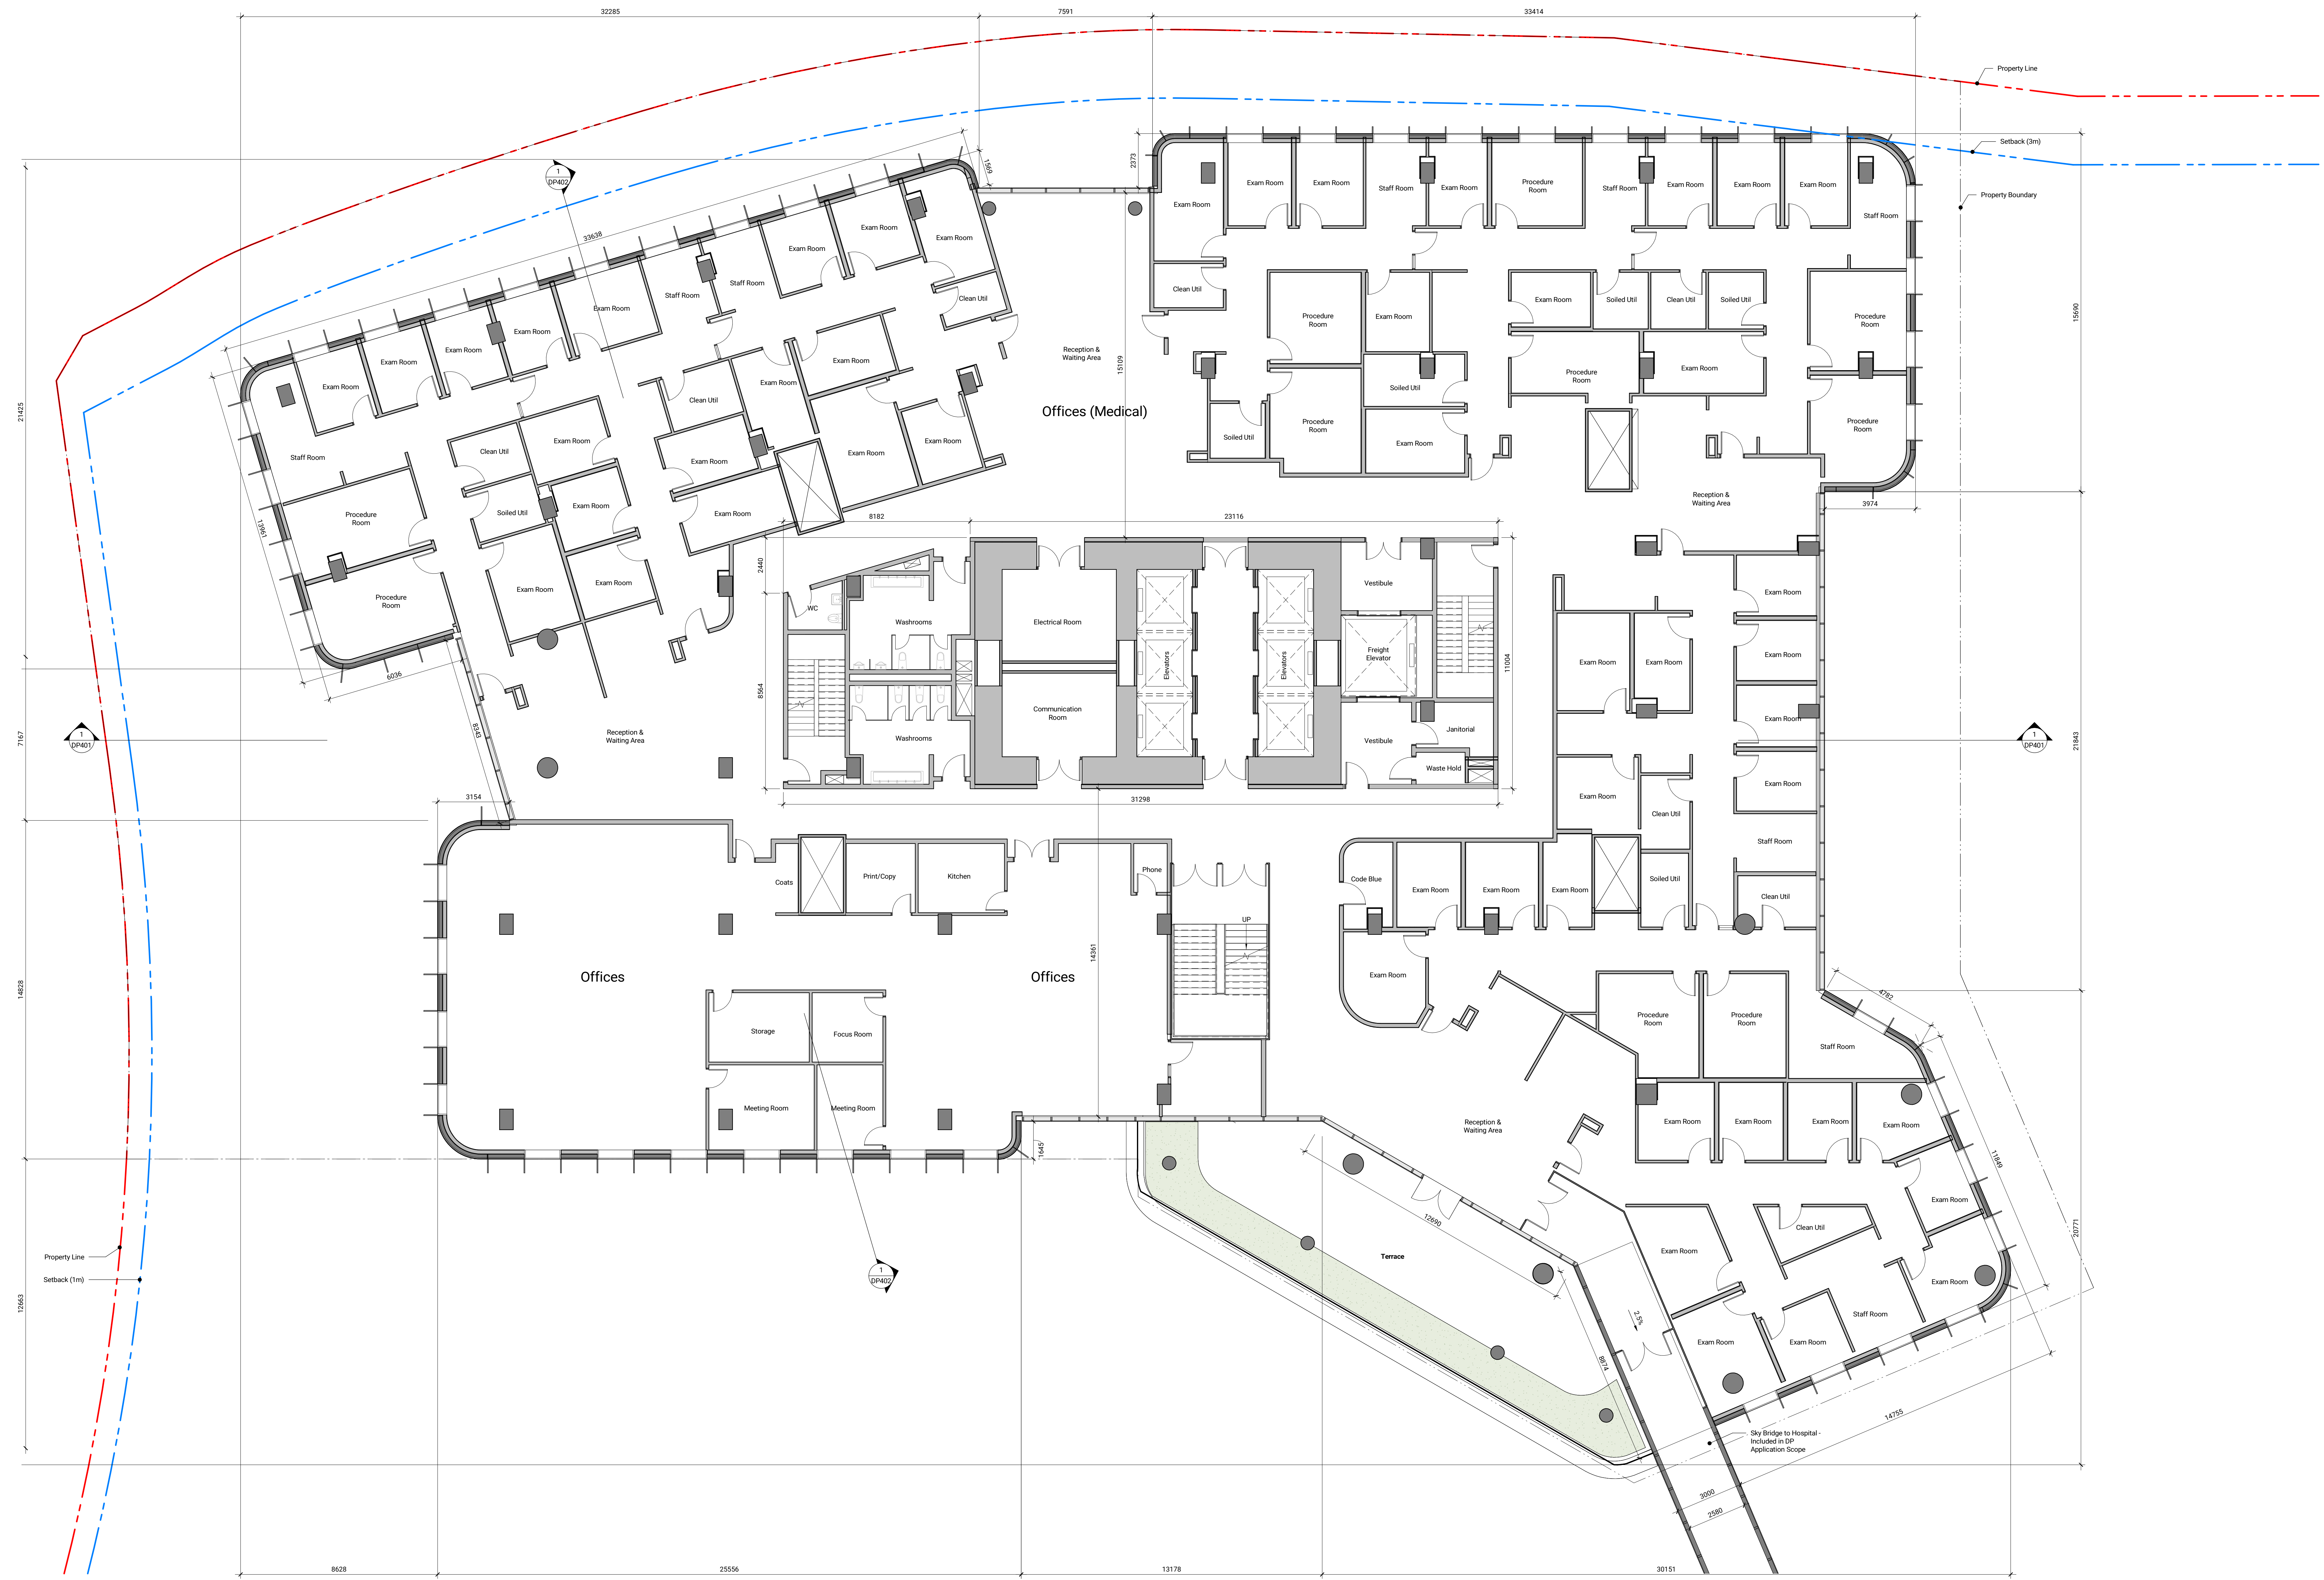 32285
7591
33414
Property Line
Setback (3m)
Property Boundary
1
DP402
1569
2373
33638
Exam Room
Exam Room
Exam Room
Staff Room
Exam Room
Procedure
Room
Staff Room
Exam Room
Exam Room
Exam Room
Staff Room
Clean Util
Exam Room
Exam Room
Exam Room
Staff Room
Staff Room
Exam Room
Exam Room
Exam Room
Exam Room
Exam Room
Clean Util
Procedure
Room
Exam Room
Exam Room
Soiled Util
Clean Util
Soiled Util
Procedure
Room
15690
Reception &
Waiting Area
15109
Offices (Medical)
Soiled Util
Procedure
Room
Exam Room
Procedure
Room
Soiled Util
Procedure
Room
Exam Room
21425
Staff Room
Clean Util
Exam Room
Clean Util
Exam Room
Exam Room
Exam Room
Exam Room
Exam Room
Procedure
Room
Soiled Util
Exam Room
Exam Room
13961
Procedure
Room
Exam Room
Exam Room
6036
8343
Reception &
Waiting Area
3974
8182
23116
2440
8564
11004
31298
WC
Washrooms
Washrooms
Electrical Room
Communication
Room
Elevators
Elevators
Vestibule
Freight
Elevator
Vestibule
Janitorial
Waste Hold
Reception &
Waiting Area
Exam Room
Exam Room
Exam Room
Exam Room
Exam Room
Exam Room
Exam Room
Clean Util
Staff Room
Clean Util
1
DP401
7167
1
DP401
21843
3154
Coats
Print/Copy
Kitchen
Phone
UP
Code Blue
Exam Room
Exam Room
Exam Room
Soiled Util
Exam Room
14828
Offices
Offices
14361
Storage
Focus Room
Meeting Room
Meeting Room
1645
Procedure
Room
Procedure
Room
Staff Room
4782
Reception &
Waiting Area
Exam Room
Exam Room
Exam Room
Exam Room
11849
Exam Room
Exam Room
Clean Util
Exam Room
Staff Room
Exam Room
Exam Room
20771
12690
Terrace
2.5%
8874
14755
Property Line
Setback (1m)
12663
1
DP402
Sky Bridge to Hospital -
Included in DP
Application Scope
3000
2580
8628
25556
13178
30151